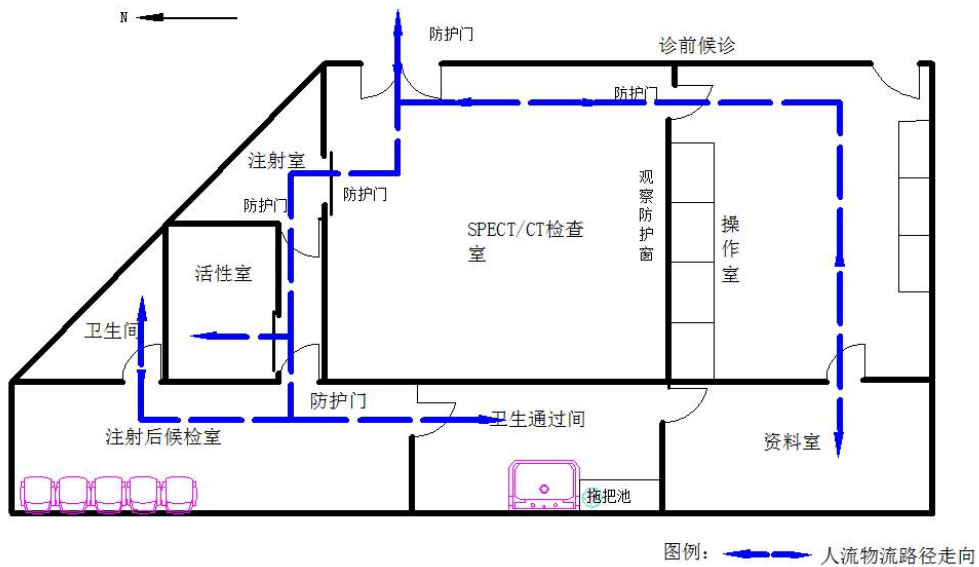 N
防护门
诊前候诊
防护门
注射室
防护门
观察防护窗
防护门
操作室
SPECT/CT检查
室
活性室
卫生间
防护门
卫生通过间
注射后候检室
资料室
拖把池
图例：
人流物流路径走向